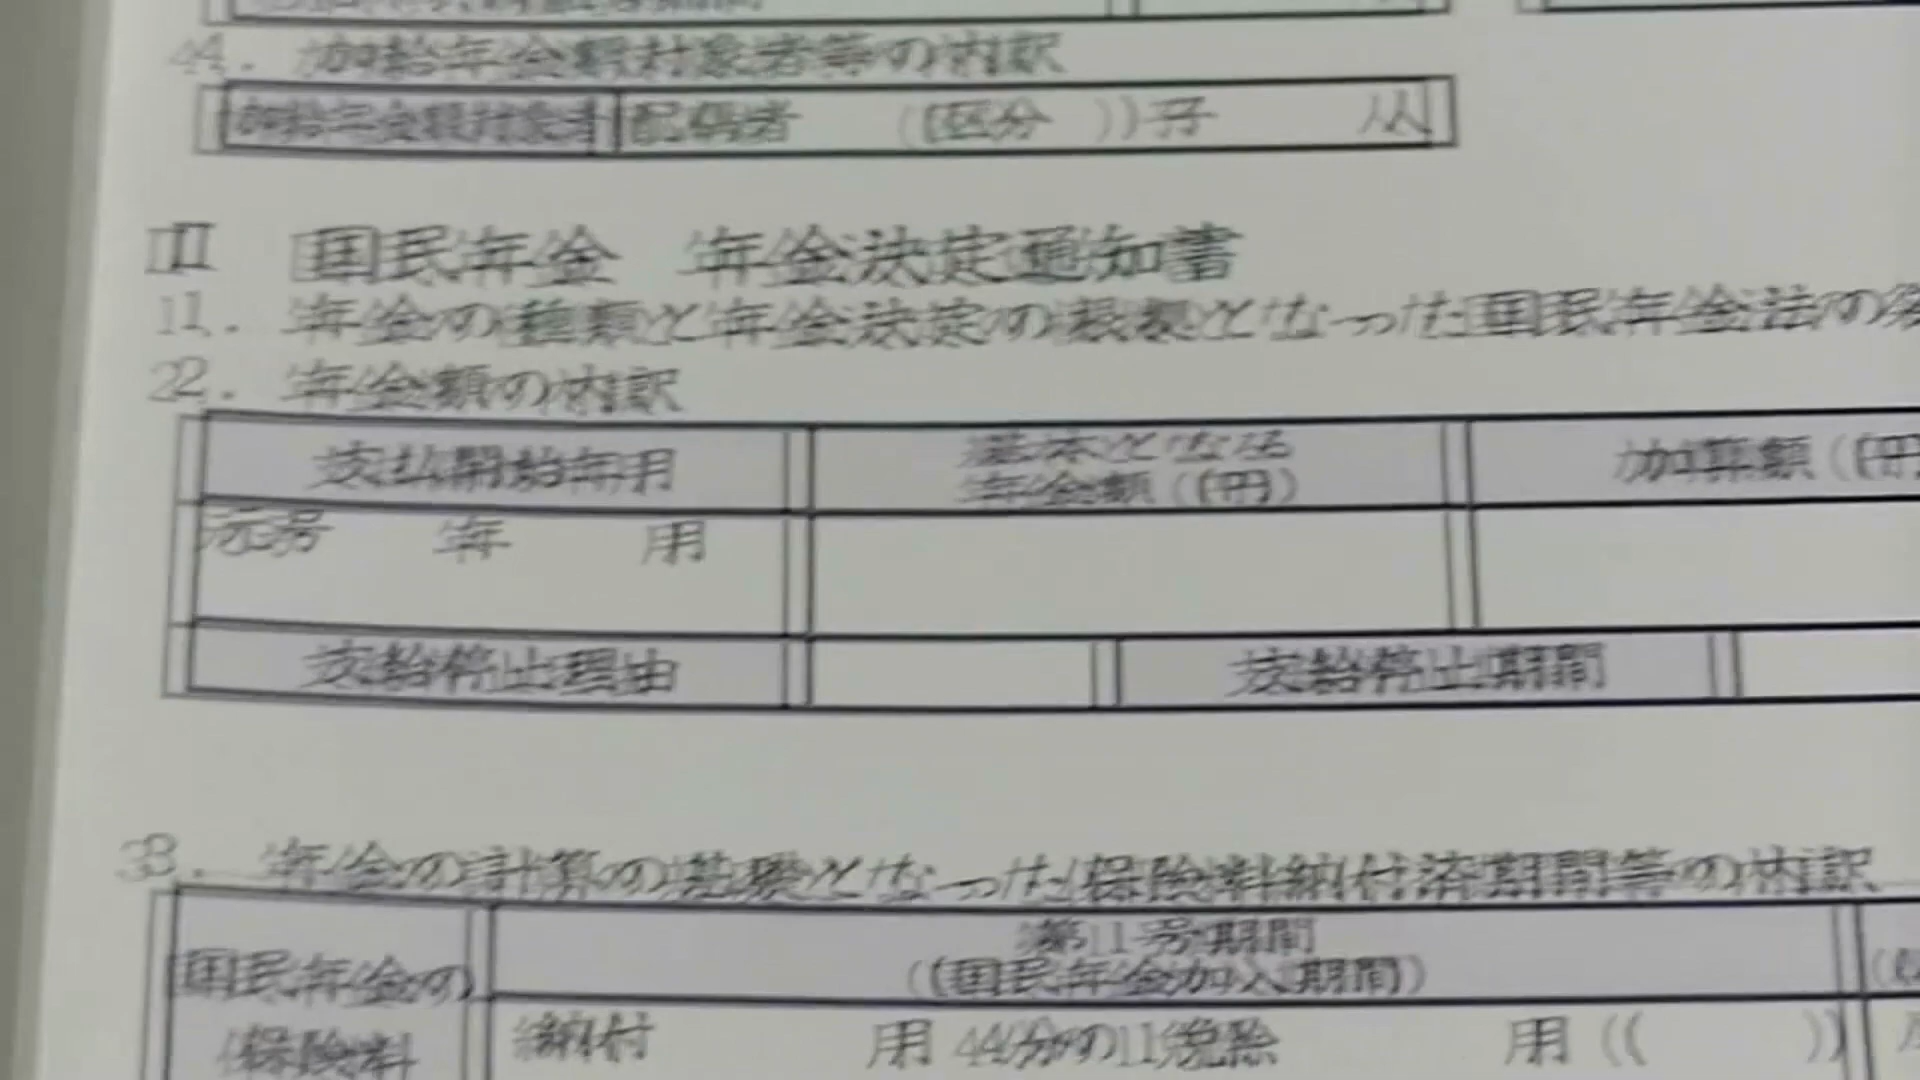 4. 加給年金額対象者等の内訳
加給年金額対象者 配偶者 (区分 ) 子 人
II 国民年金 年金決定通知書
1. 年金の種類と年金決定の根拠となった国民年金法の
2. 年金額の内訳
支払開始年月 基本となる 加算額 (円
年金額 (円)
元号 年 月
支給停止理由 支給停止期間
3. 年金の計算の基礎となった保険料納付済期間等の内訳
第1号期間
国民年金の (国民年金加入期間)
保険料 納付 月 4分の1免除 月 ( )